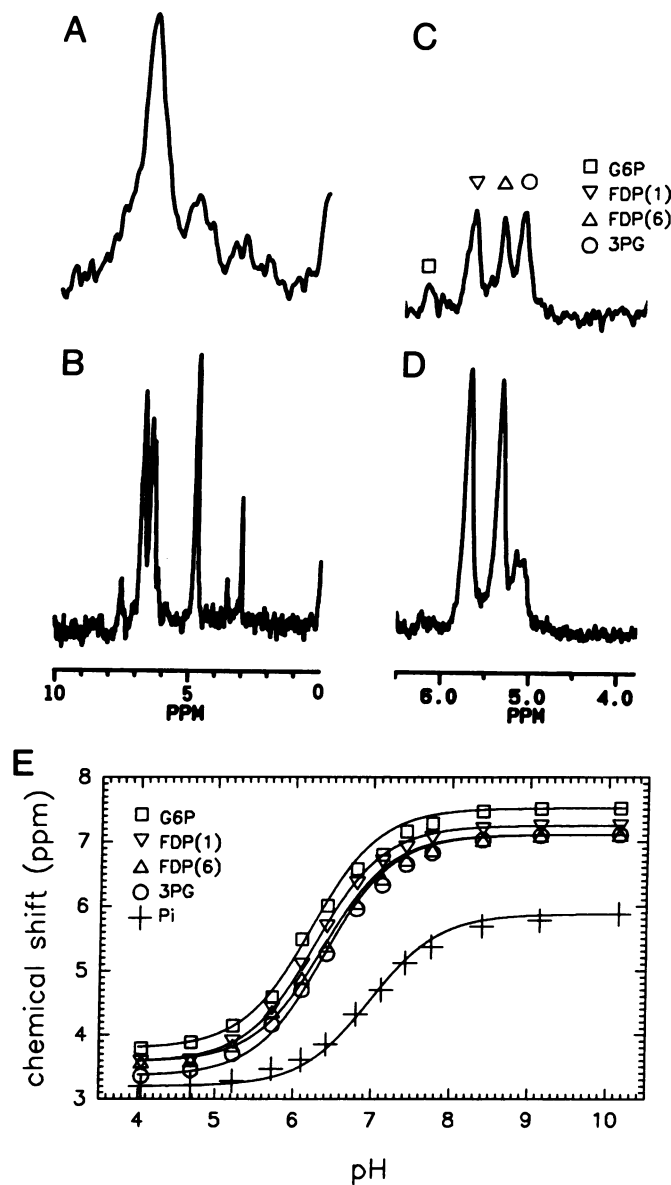 A
C
G6P
FDP(1)
FDP(6)
3PG
B
D
10 5 0
PPM
6.0 5.0 4.0
PPM
E
8
7
6
5
4
3
chemical shift (ppm)
G6P
FDP(1)
FDP(6)
3PG
Pi
4 5 6 7 8 9 10
pH